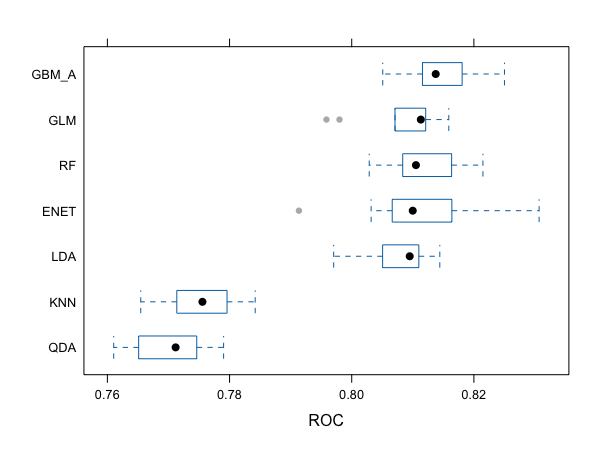 GBM_A
GLM
RF
ENET
LDA
KNN
QDA
0.76 0.78 0.80 0.82
ROC